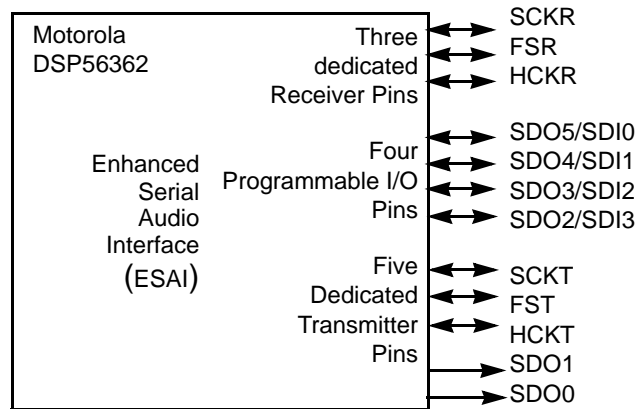 Motorola
DSP56362
Enhanced
Serial
Audio
Interface
(ESAI)
Three
dedicated
Receiver Pins
SCKR
FSR
HCKR
Four
Programmable I/O
Pins
SDO5/SDI0
SDO4/SDI1
SDO3/SDI2
SDO2/SDI3
Five
Dedicated
Transmitter
Pins
SCKT
FST
HCKT
SDO1
SDO0